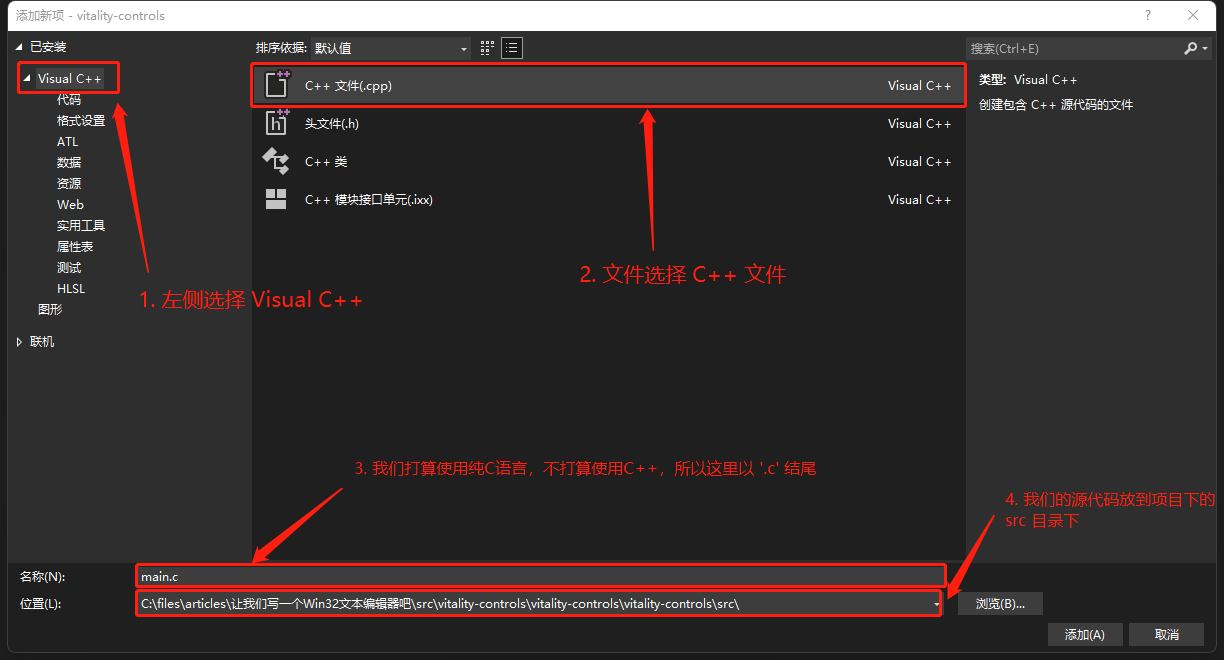 添加新项 - vitality-controls
?
已安装
Visual C++
代码
格式设置
ATL
数据
资源
Web
实用工具
属性表
测试
HLSL
图形
联机
1. 左侧选择 Visual C++
排序依据: 默认值
C++ 文件(.cpp) Visual C++
头文件(.h) Visual C++
C++ 类 Visual C++
C++ 模块接口单元(.ixx) Visual C++
2. 文件选择 C++ 文件
搜索(Ctrl+E)
类型: Visual C++
创建包含 C++ 源代码的文件
3. 我们打算使用纯C语言，不打算使用C++，所以这里以 '.c' 结尾
4. 我们的源代码放到项目下的
src 目录下
名称(N): main.c
位置(L): C:\files\articles\让我们写一个Win32文本编辑器吧\src\vitality-controls\vitality-controls\vitality-controls\src\
浏览(B)...
添加(A) 取消